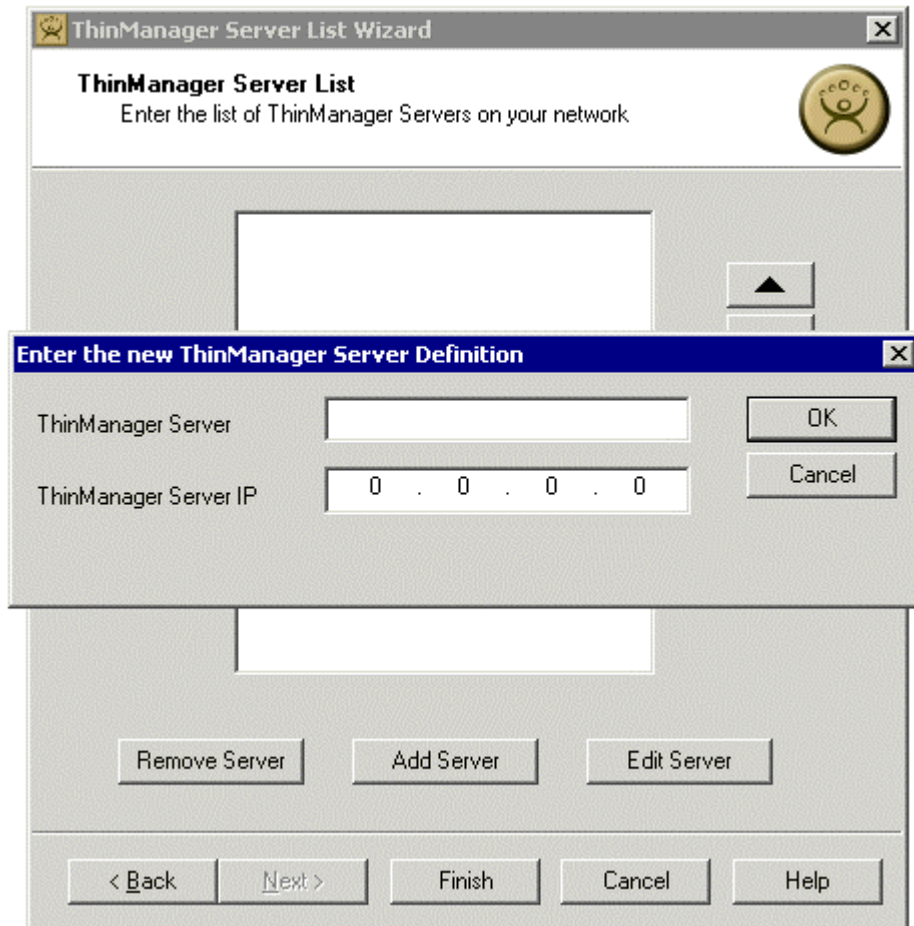 ThinManager Server List Wizard
ThinManager Server List
Enter the list of ThinManager Servers on your network
Enter the new ThinManager Server Definition
ThinManager Server
OK
ThinManager Server IP
0 . 0 . 0 . 0
Cancel
Remove Server
Add Server
Edit Server
< Back
Next >
Finish
Cancel
Help